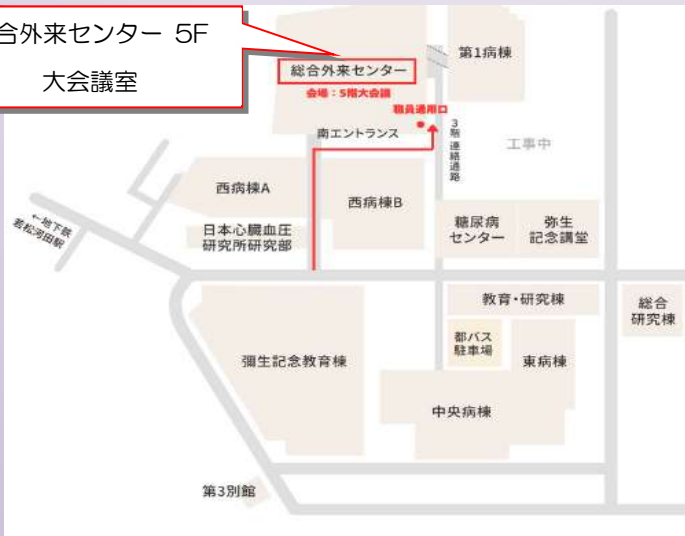 合外来センター 5F
大会議室
第1病棟
総合外来センター
会場：5階大会議
職員通用口
南エントランス
3階 連絡通路
工事中
西病棟A
西病棟B
←地下鉄
若松河田駅
日本心臓血圧
研究所研究部
糖尿病
センター
弥生
記念講堂
教育・研究棟
総合
研究棟
都バス
駐車場
東病棟
彌生記念教育棟
中央病棟
第3別館